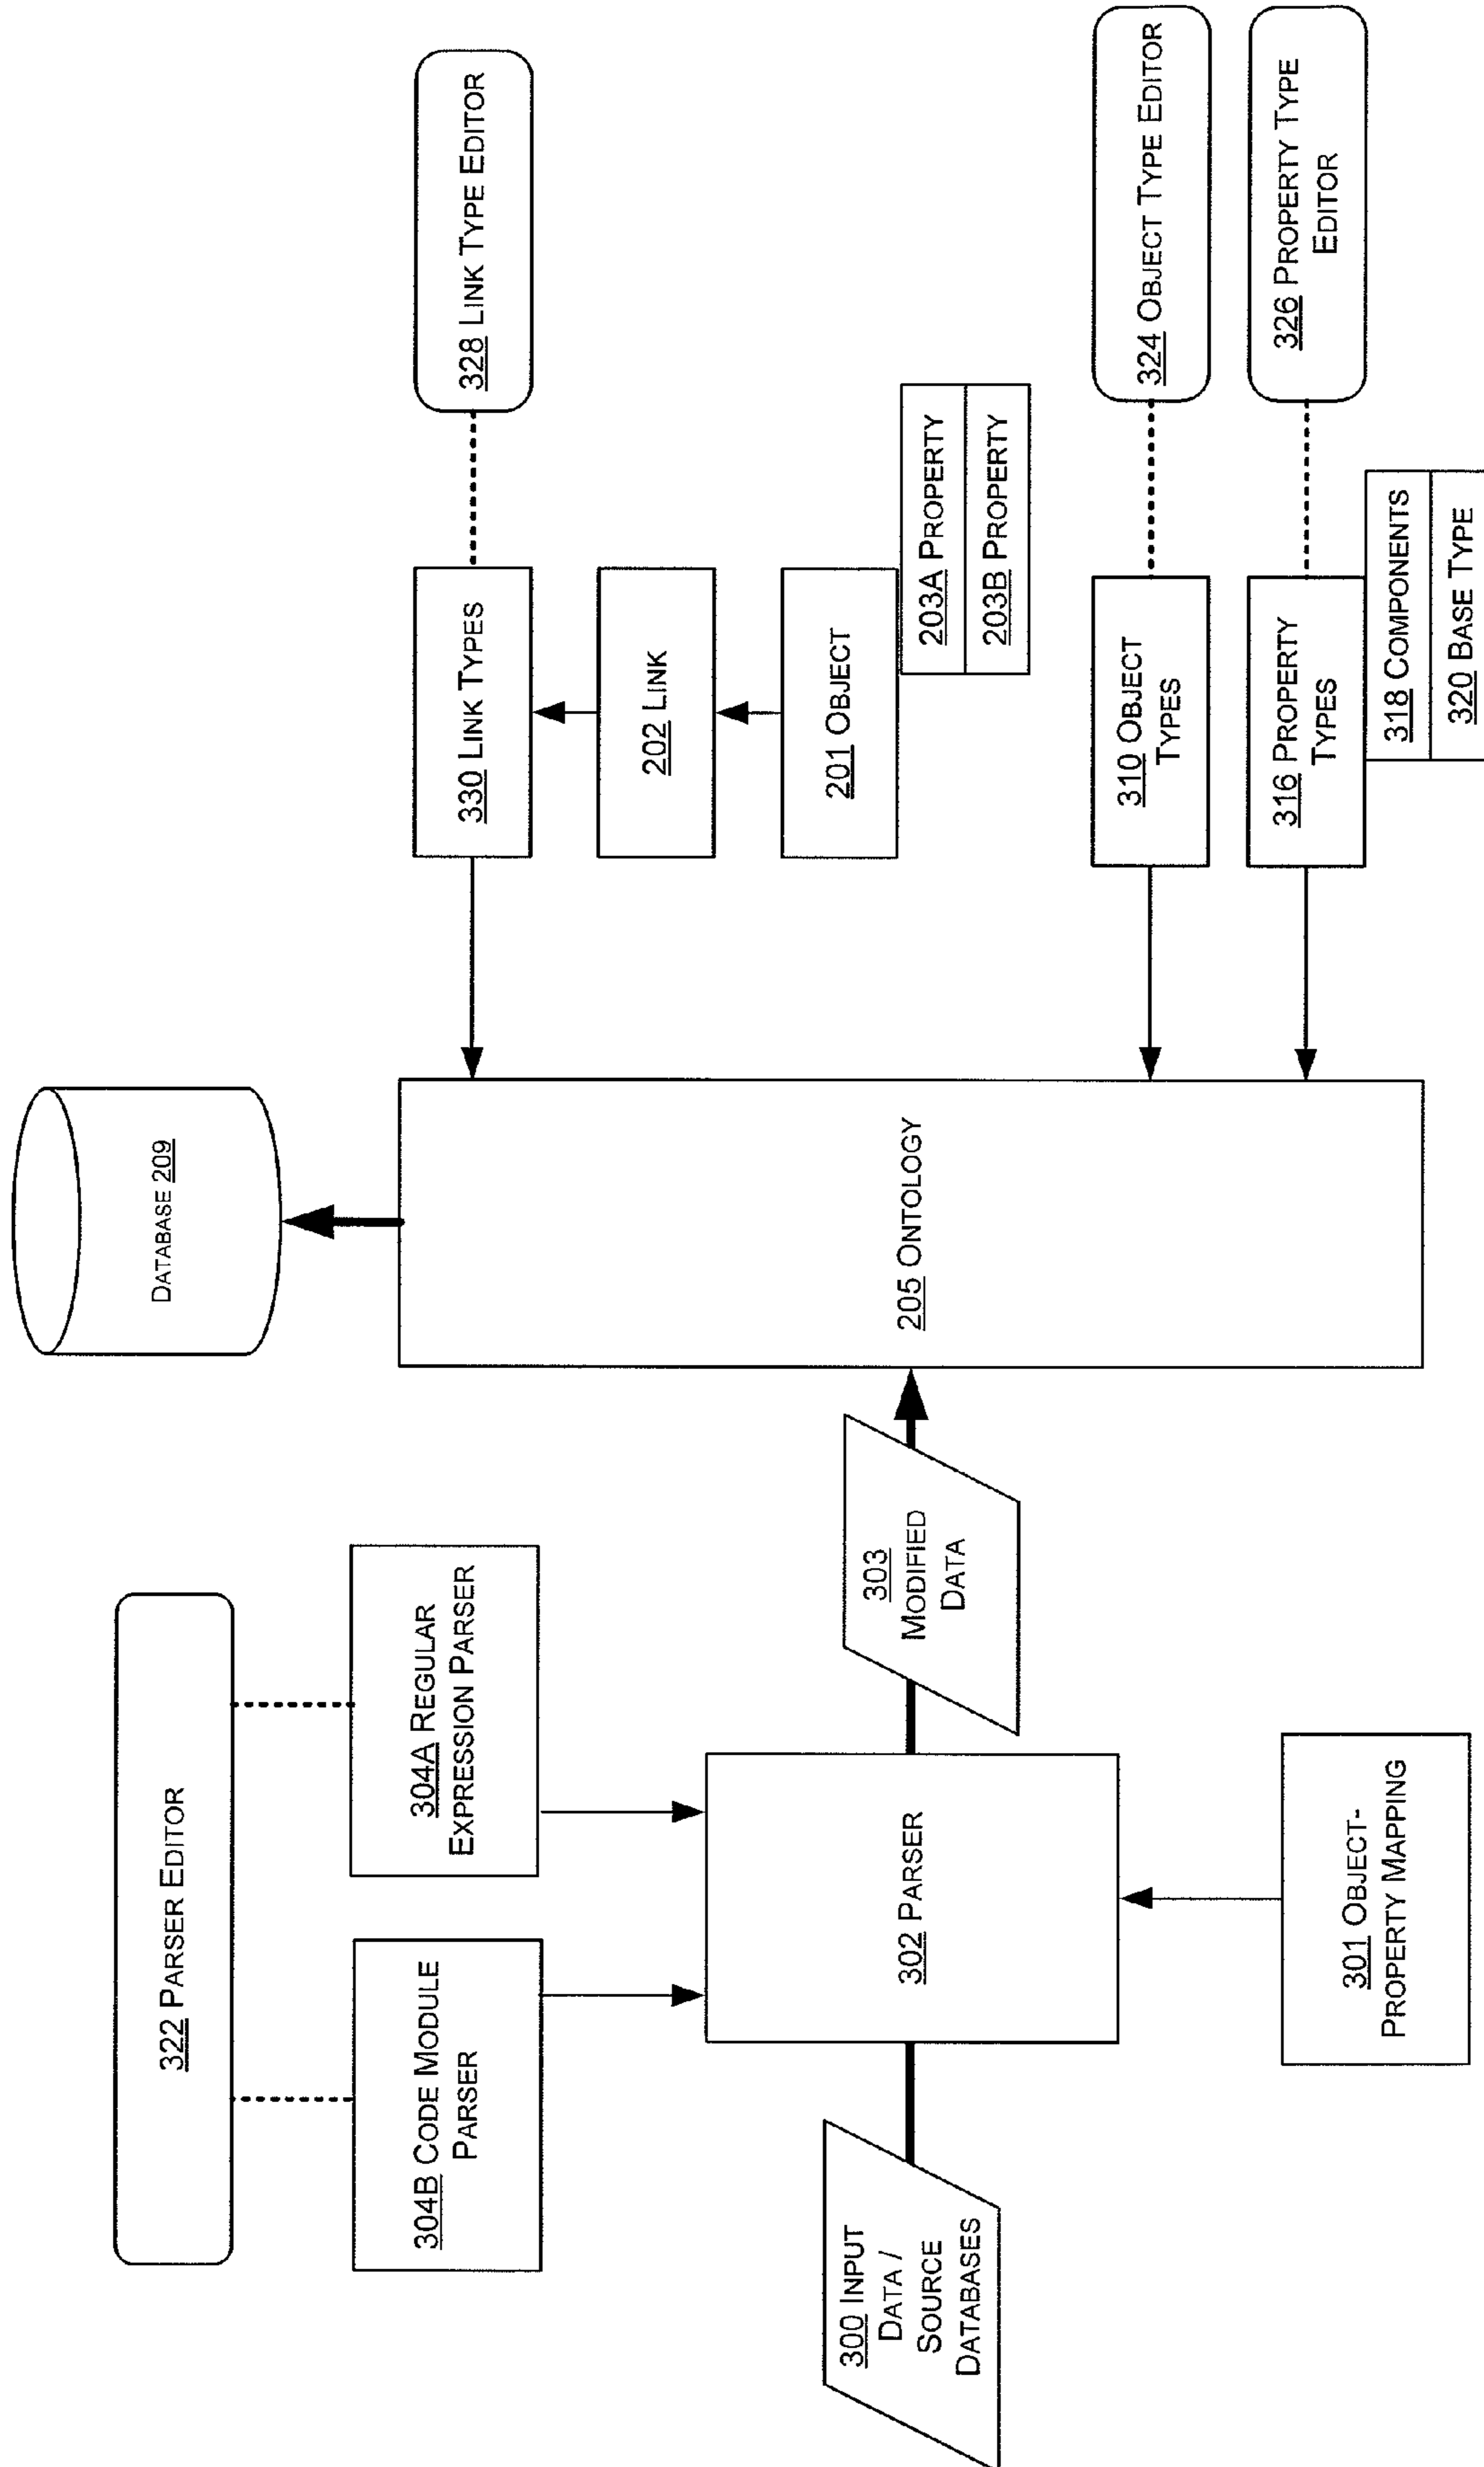 322 PARSER EDITOR
304B CODE MODULE
PARSER
304A REGULAR
EXPRESSION PARSER
300 INPUT
DATA /
SOURCE
DATABASES
302 PARSER
303
MODIFIED
DATA
301 OBJECT-
PROPERTY MAPPING
DATABASE 209
205 ONTOLOGY
330 LINK TYPES
328 LINK TYPE EDITOR
202 LINK
201 OBJECT
203A PROPERTY
203B PROPERTY
310 OBJECT
TYPES
324 OBJECT TYPE EDITOR
316 PROPERTY
TYPES
326 PROPERTY TYPE
EDITOR
318 COMPONENTS
320 BASE TYPE